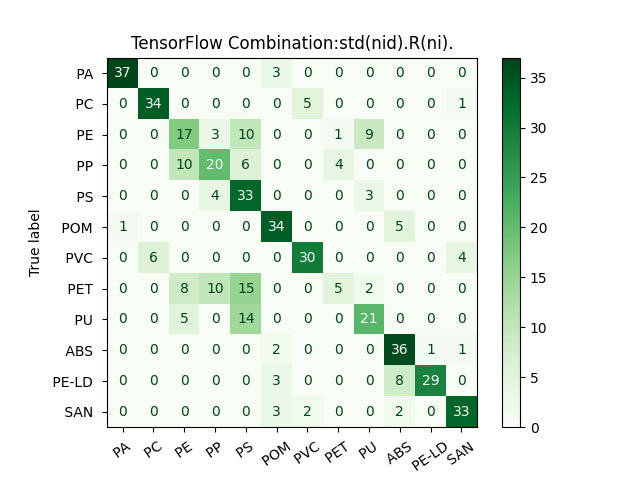 TensorFlow Combination:std(nid).R(ni).
True label
PA 37 0 0 0 0 3 0 0 0 0 0 0
PC 0 34 0 0 0 0 5 0 0 0 0 1
PE 0 0 17 3 10 0 0 1 9 0 0 0
PP 0 0 10 20 6 0 0 4 0 0 0 0
PS 0 0 0 4 33 0 0 0 3 0 0 0
POM 1 0 0 0 0 34 0 0 0 5 0 0
PVC 0 6 0 0 0 0 30 0 0 0 0 4
PET 0 0 8 10 15 0 0 5 2 0 0 0
PU 0 0 5 0 14 0 0 0 21 0 0 0
ABS 0 0 0 0 0 2 0 0 0 36 1 1
PE-LD 0 0 0 0 0 3 0 0 0 8 29 0
SAN 0 0 0 0 0 3 2 0 0 2 0 33
PA PC PE PP PS POM PVC PET PU ABS PE-LD SAN
35
30
25
20
15
10
5
0